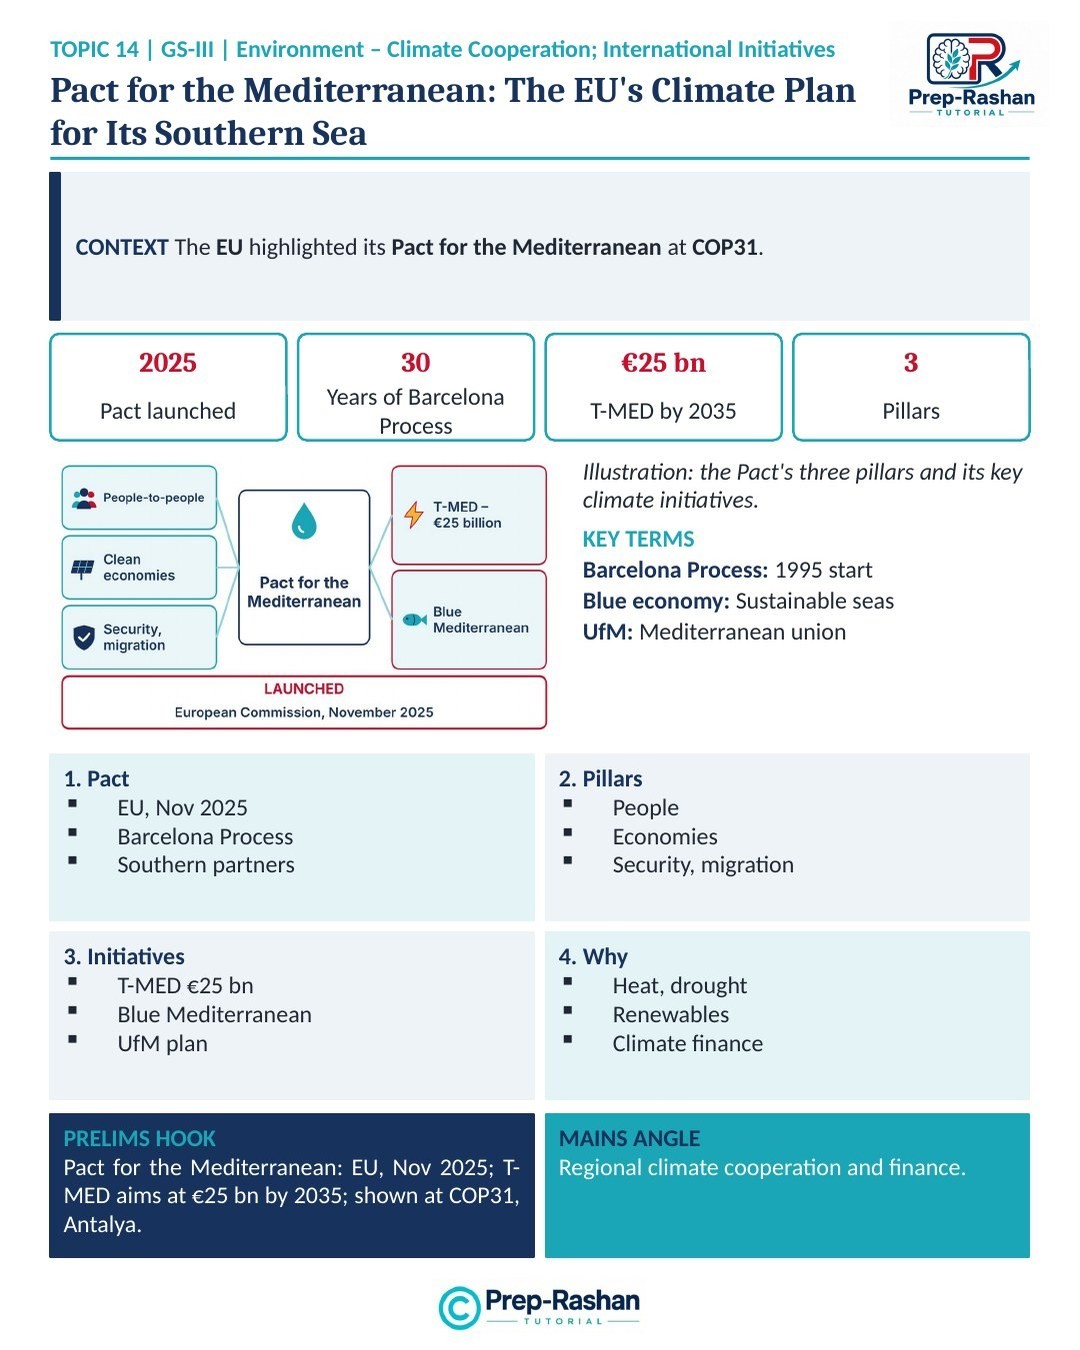 TOPIC 14 | GS-III | Environment – Climate Cooperation; International Initiatives
Pact for the Mediterranean: The EU's Climate Plan
for Its Southern Sea
Prep-Rashan
TUTORIAL
CONTEXT The EU highlighted its Pact for the Mediterranean at COP31.
2025
Pact launched
30
Years of Barcelona
Process
€25 bn
T-MED by 2035
3
Pillars
People-to-people
Clean
economies
Security,
migration
Pact for the
Mediterranean
T-MED –
€25 billion
Blue
Mediterranean
LAUNCHED
European Commission, November 2025
Illustration: the Pact's three pillars and its key
climate initiatives.
KEY TERMS
Barcelona Process: 1995 start
Blue economy: Sustainable seas
UfM: Mediterranean union
1. Pact
▪ EU, Nov 2025
▪ Barcelona Process
▪ Southern partners
2. Pillars
▪ People
▪ Economies
▪ Security, migration
3. Initiatives
▪ T-MED €25 bn
▪ Blue Mediterranean
▪ UfM plan
4. Why
▪ Heat, drought
▪ Renewables
▪ Climate finance
PRELIMS HOOK
Pact for the Mediterranean: EU, Nov 2025; T-
MED aims at €25 bn by 2035; shown at COP31,
Antalya.
MAINS ANGLE
Regional climate cooperation and finance.
© Prep-Rashan
TUTORIAL